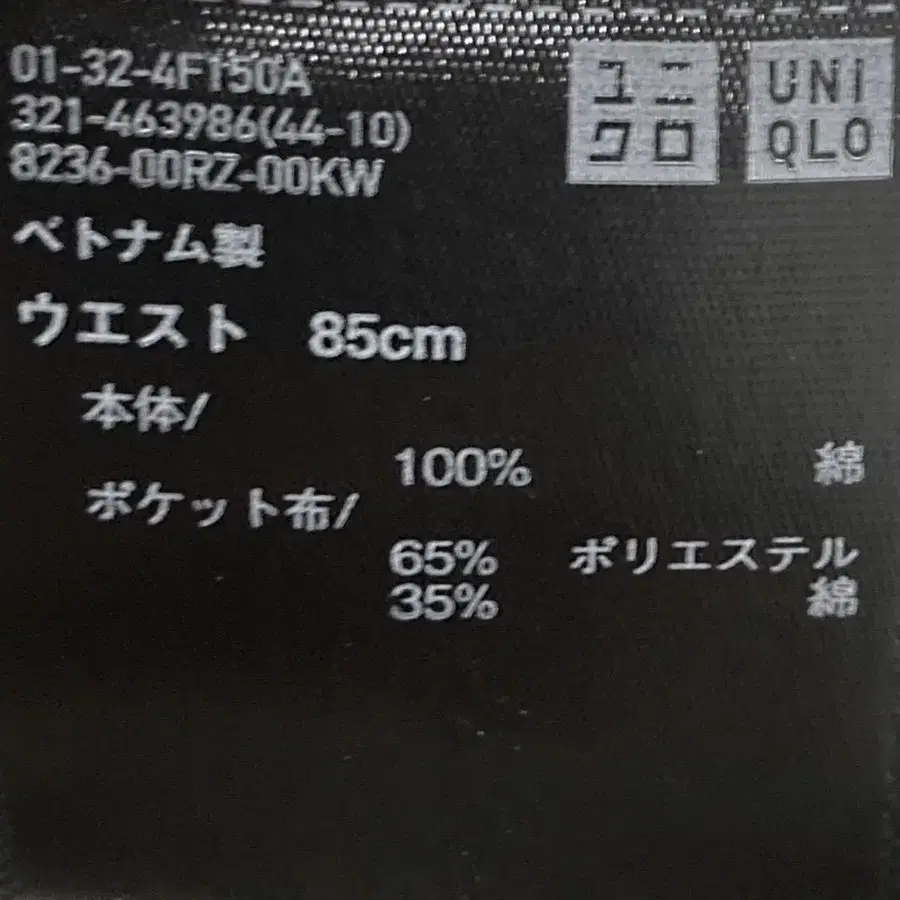 01-32-4F150A
321-463986(44-10)
8236-00RZ-00KW
ユニ
クロ
UNI
QLO
ベトナム製
ウエスト 85cm
本体/
100% 綿
ポケット布/
65% ポリエステル
35% 綿